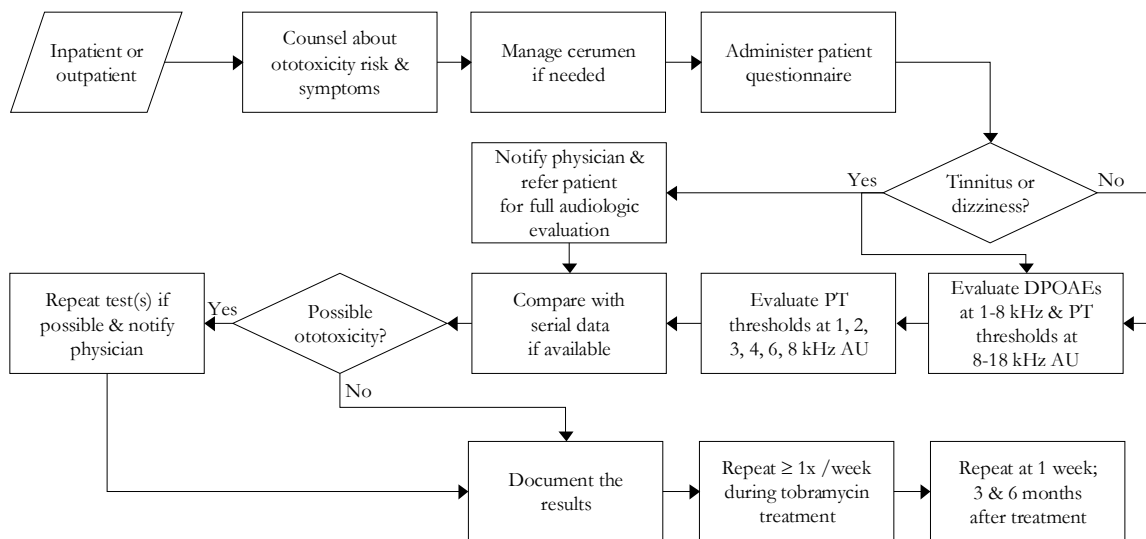 Inpatient or
outpatient
Counsel about
ototoxicity risk &
symptoms
Manage cerumen
if needed
Administer patient
questionnaire
Tinnitus or
dizziness?
Yes
No
Notify physician &
refer patient
for full audiologic
evaluation
Evaluate DPOAEs
at 1-8 kHz & PT
thresholds at
8-18 kHz AU
Evaluate PT
thresholds at 1, 2,
3, 4, 6, 8 kHz AU
Compare with
serial data
if available
Possible
ototoxicity?
Yes
No
Repeat test(s) if
possible & notify
physician
Document the
results
Repeat ≥ 1x /week
during tobramycin
treatment
Repeat at 1 week;
3 & 6 months
after treatment